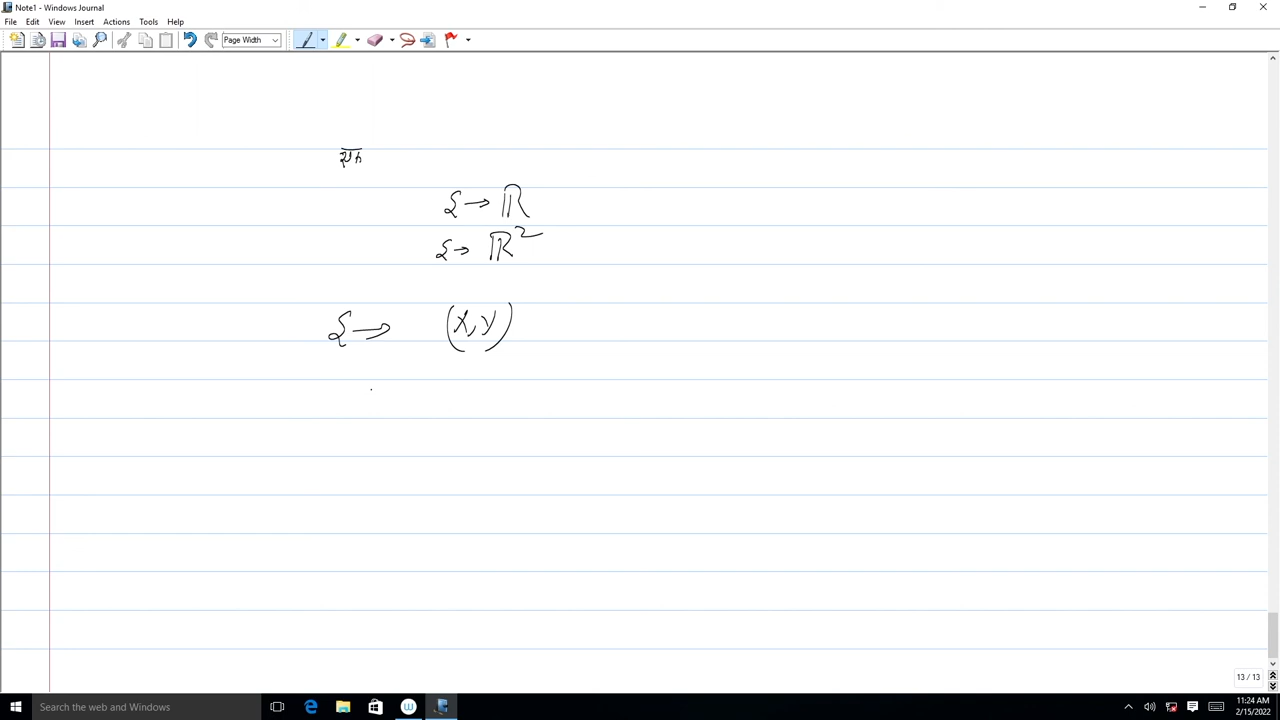 Note1 - Windows Journal
File Edit View Insert Actions Tools Help
Page Width
→ ℝ
→ ℝ²
→ (X, Y)
13 / 13
Search the web and Windows
11:24 AM
2/15/2022